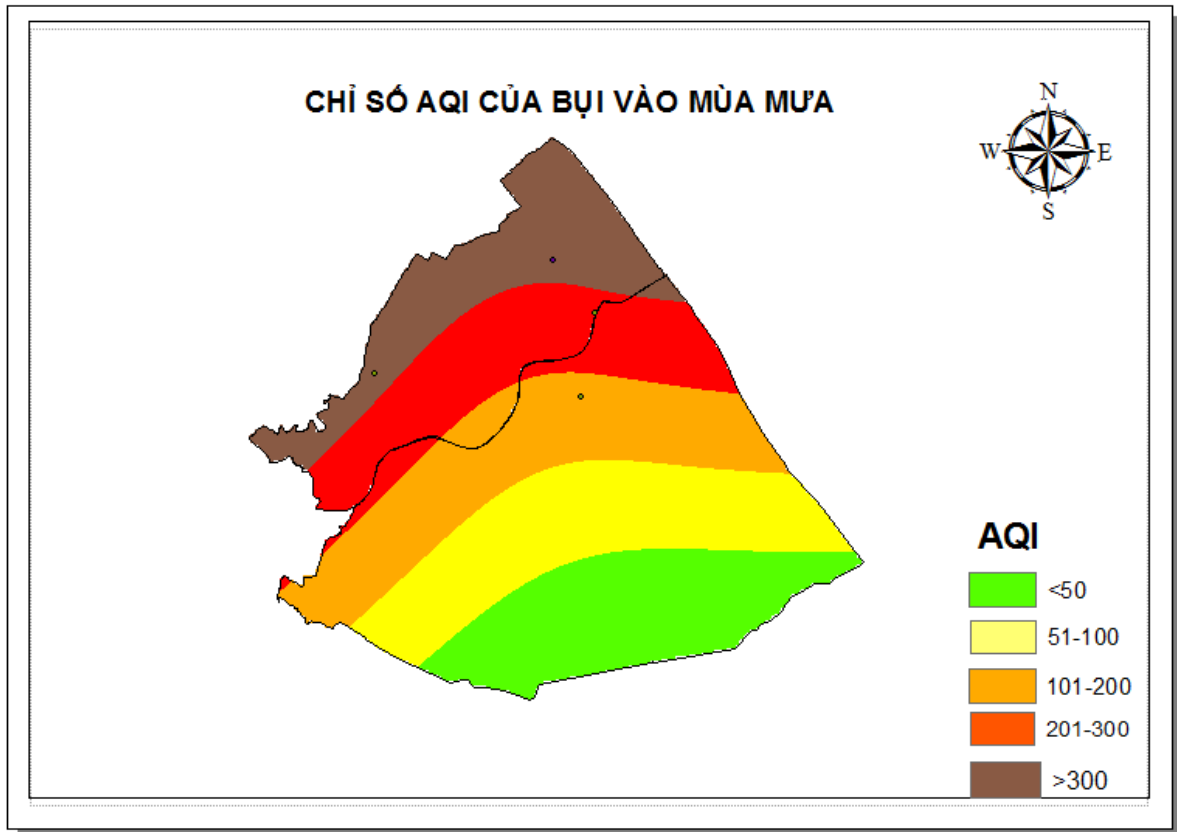 CHỈ SỐ AQI CỦA BỤI VÀO MÙA MƯA
N
W E
S
AQI
<50
51-100
101-200
201-300
>300